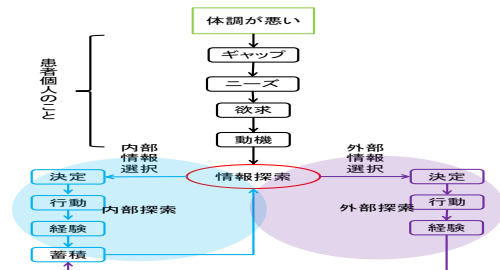 体調が悪い
ギャップ
ニーズ
欲求
動機
患者個人のこと
内部
情報
選択
外部
情報
選択
決定
情報探索
決定
行動
内部探索
外部探索
行動
経験
経験
蓄積